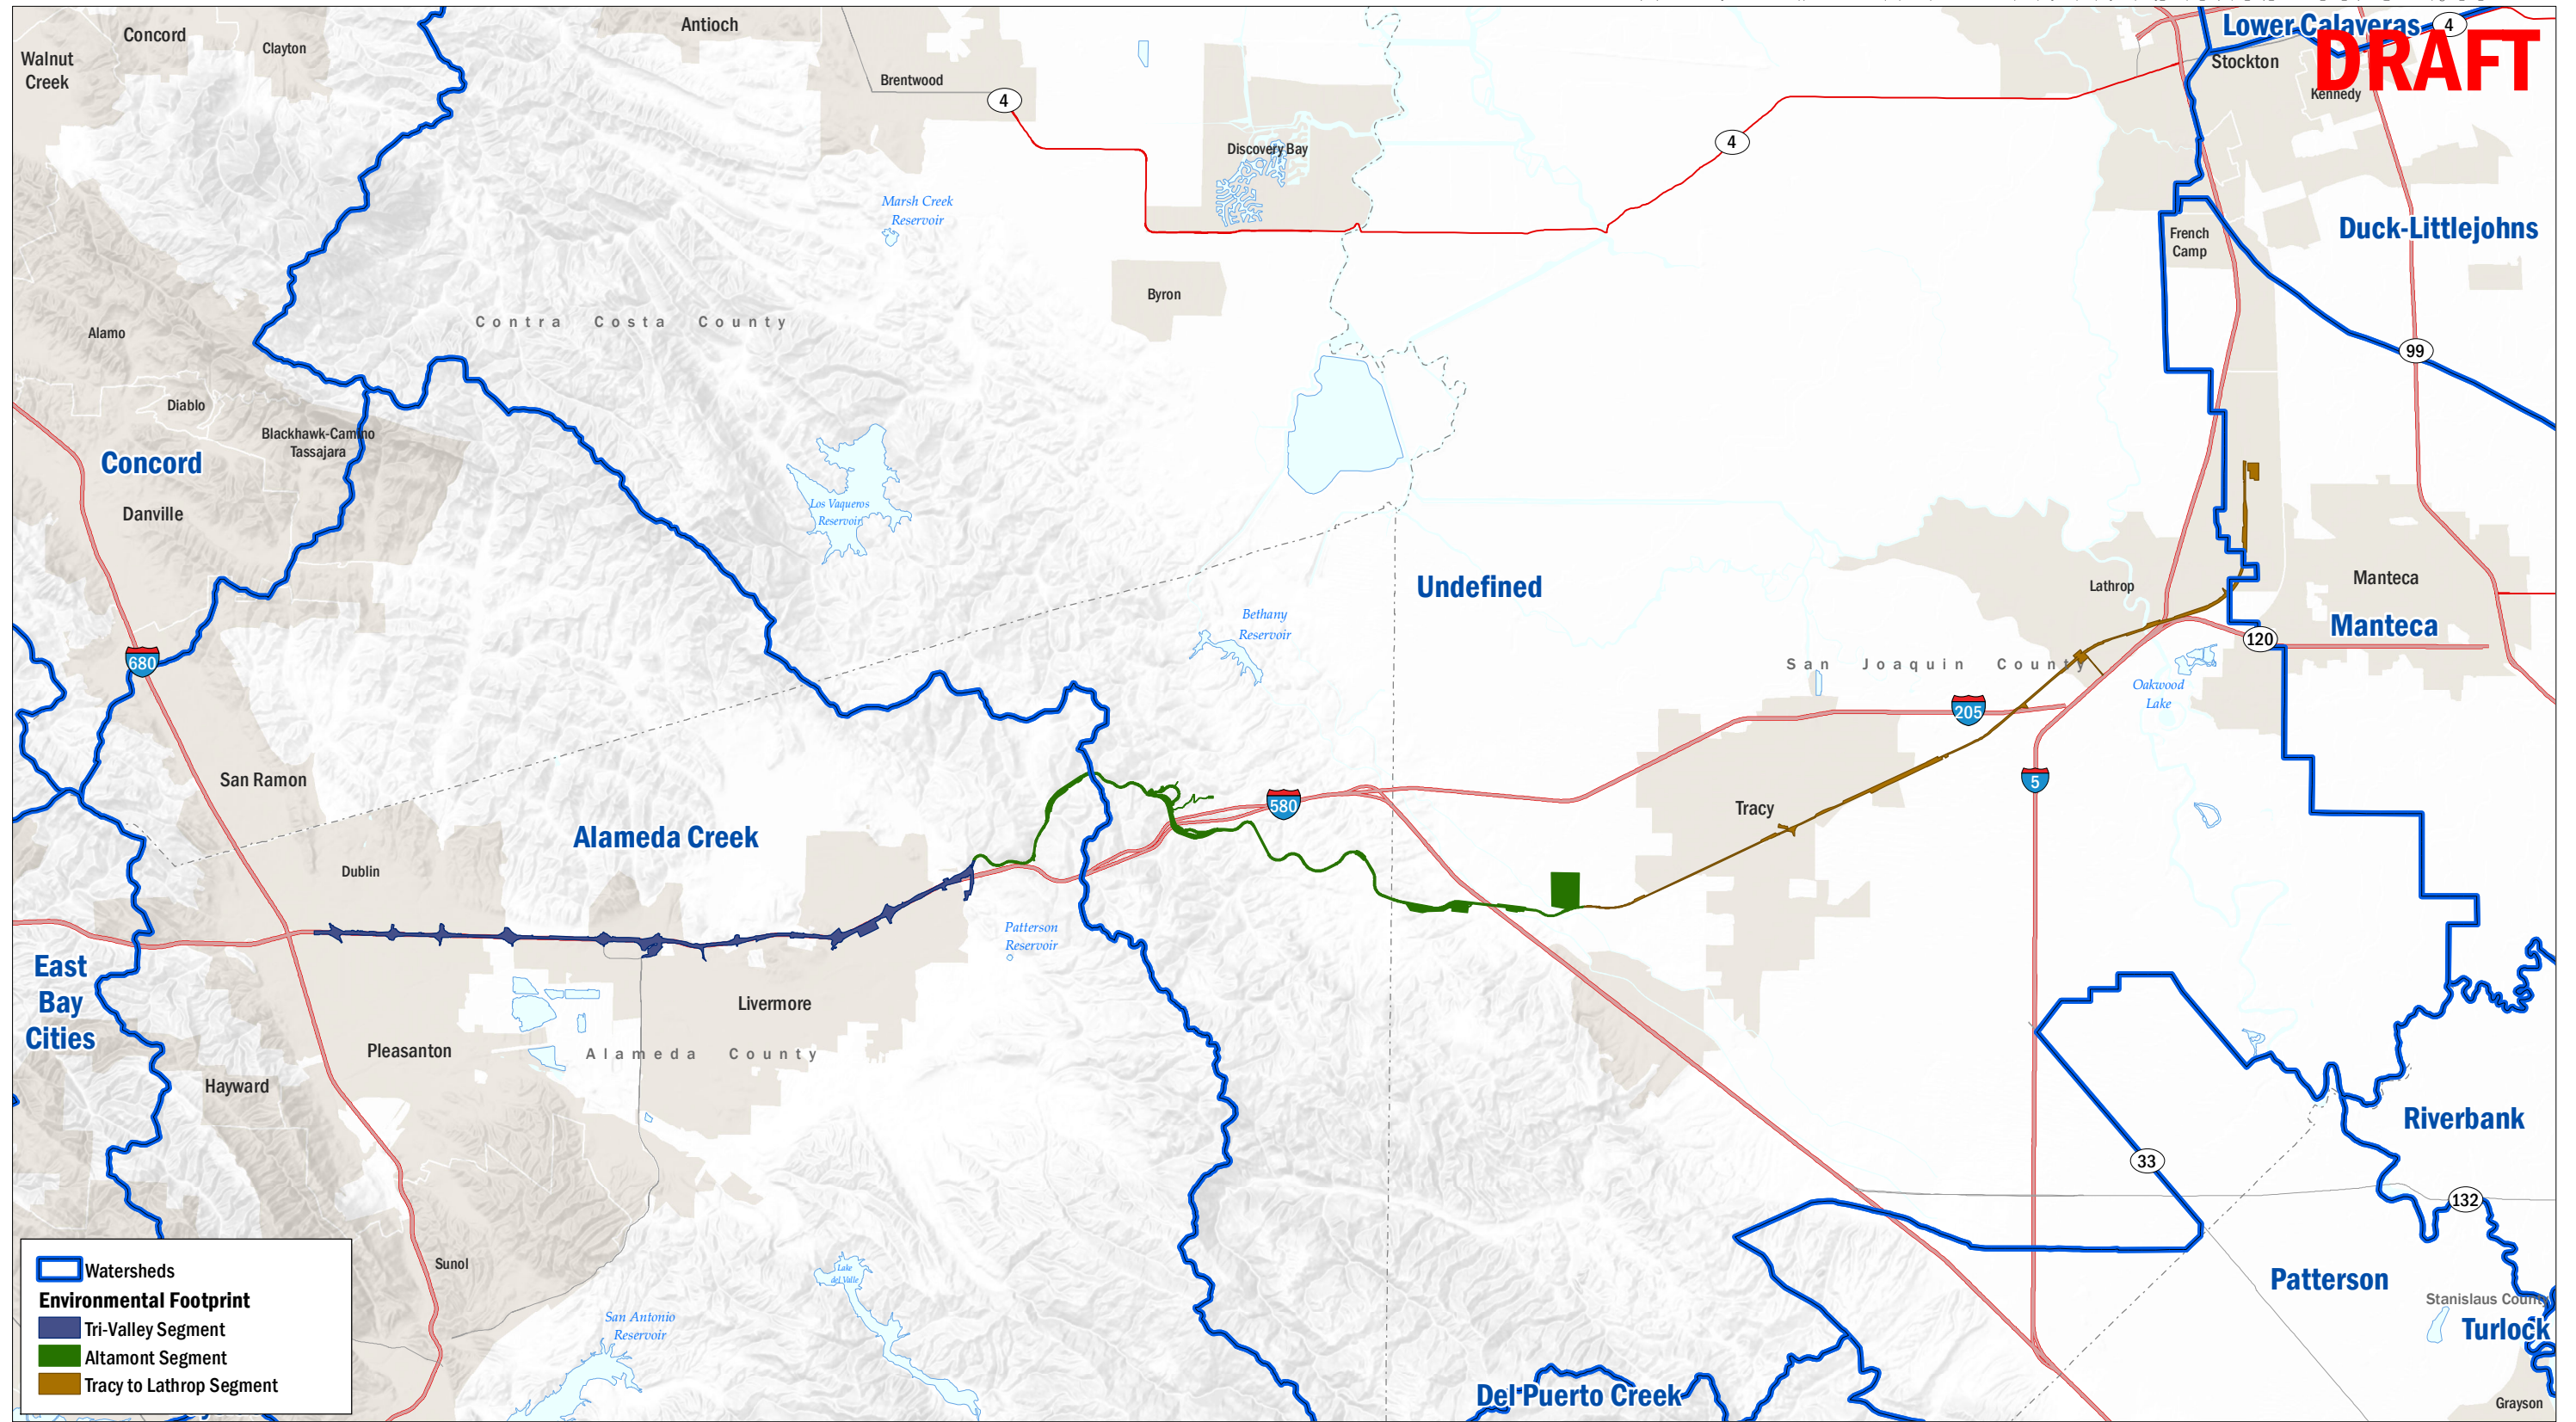 Lower Calaveras
4
DRAFT
Antioch
Concord
Clayton
Walnut
Creek
Stockton
Brentwood
4
Kennedy
4
Discovery Bay
Marsh Creek
Reservoir
Duck-Littlejohns
French
Camp
Byron
Contra Costa County
Alamo
99
Diablo
Blackhawk-Camino
Tassajara
Concord
Los Vaqueros
Reservoir
Danville
Undefined
Lathrop
Manteca
Bethany
Reservoir
Manteca
120
680
San Joaquin County
Oakwood
Lake
205
San Ramon
5
580
Tracy
Alameda Creek
Dublin
Patterson
Reservoir
East
Bay
Cities
Livermore
Pleasanton
Alameda County
Hayward
Riverbank
33
132
Sunol
Lake
del Valle
Patterson
Stanislaus County
San Antonio
Reservoir
Turlock
Del Puerto Creek
Grayson
Watersheds
Environmental Footprint
Tri-Valley Segment
Altamont Segment
Tracy to Lathrop Segment